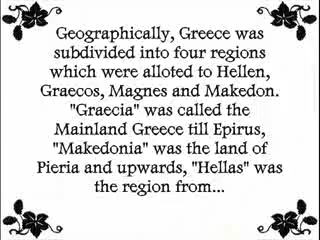 Geographically, Greece was
subdivided into four regions
which were alloted to Hellen,
Graecos, Magnes and Makedon.
"Graecia" was called the
Mainland Greece till Epirus,
"Makedonia" was the land of
Pieria and upwards, "Hellas" was
the region from...